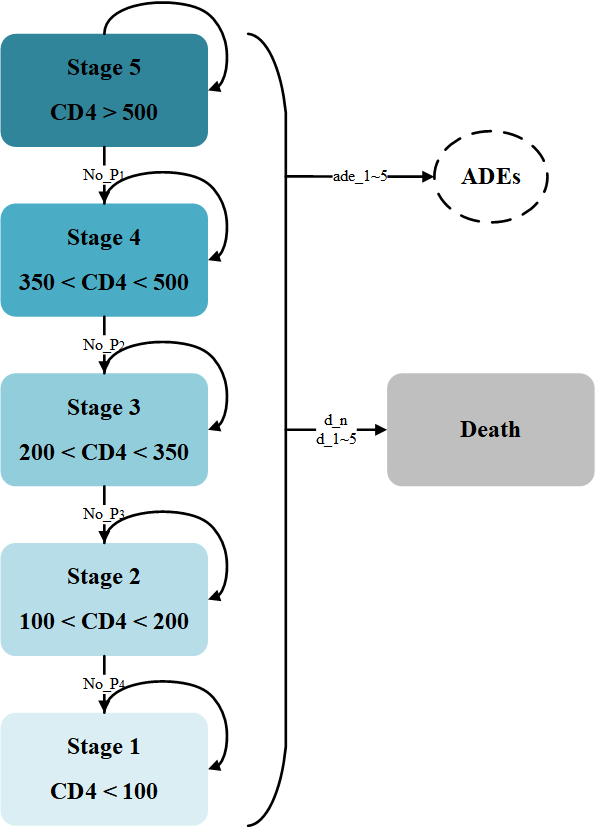 Stage 5
CD4 > 500
No_P1
Stage 4
350 < CD4 < 500
No_P2
Stage 3
200 < CD4 < 350
No_P3
Stage 2
100 < CD4 < 200
No_P4
Stage 1
CD4 < 100
ade_1~5
ADEs
d_n
d_1~5
Death